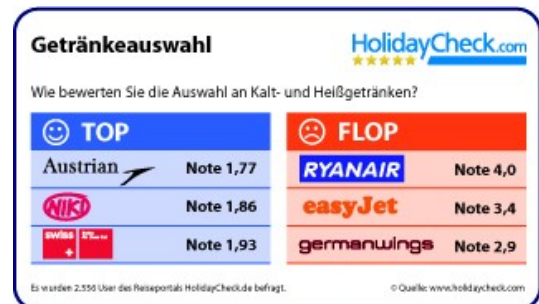 Getränkeauswahl
HolidayCheck.com
Wie bewerten Sie die Auswahl an Kalt- und Heißgetränken?
TOP
FLOP
Austrian Note 1,77
RYANAIR Note 4,0
NIKI Note 1,86
easyJet Note 3,4
swiss Note 1,93
germanwings Note 2,9
Es wurden 2.556 User des Reiseportals HolidayCheck.de befragt.
© Quelle: www.holidaycheck.com